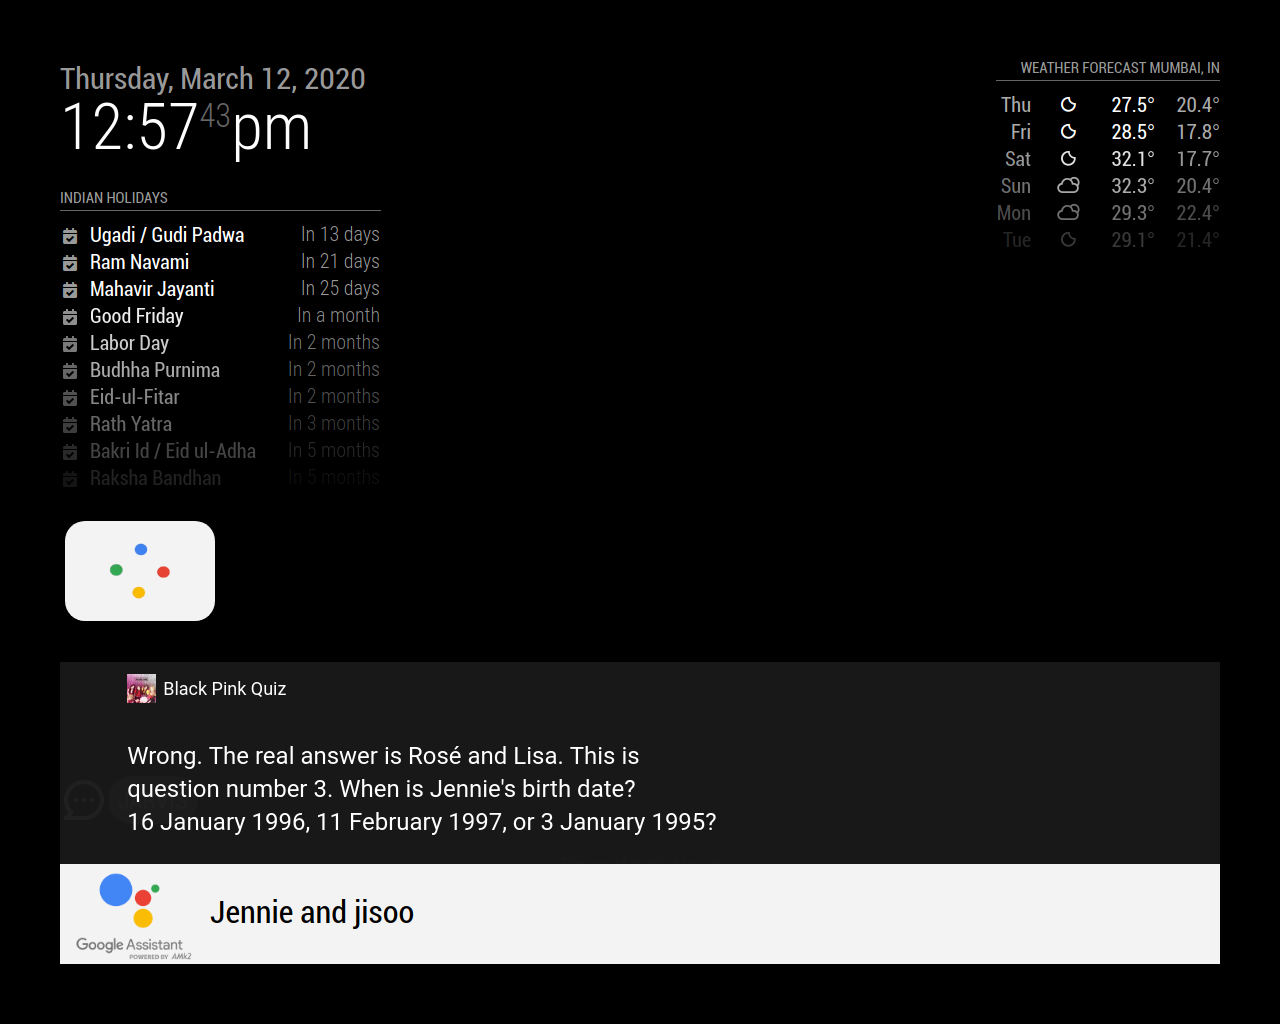 Thursday, March 12, 2020
12:57 43 pm
INDIAN HOLIDAYS
Ugadi / Gudi Padwa In 13 days
Ram Navami In 21 days
Mahavir Jayanti In 25 days
Good Friday In a month
Labor Day In 2 months
Budhha Purnima In 2 months
Eid-ul-Fitar In 2 months
Rath Yatra In 3 months
Bakri Id / Eid ul-Adha In 5 months
Raksha Bandhan In 5 months
WEATHER FORECAST MUMBAI, IN
Thu 27.5° 20.4°
Fri 28.5° 17.8°
Sat 32.1° 17.7°
Sun 32.3° 20.4°
Mon 29.3° 22.4°
Tue 29.1° 21.4°
Black Pink Quiz
Wrong. The real answer is Rosé and Lisa. This is
question number 3. When is Jennie's birth date?
16 January 1996, 11 February 1997, or 3 January 1995?
Jennie and jisoo
Google Assistant
POWERED BY AMk2